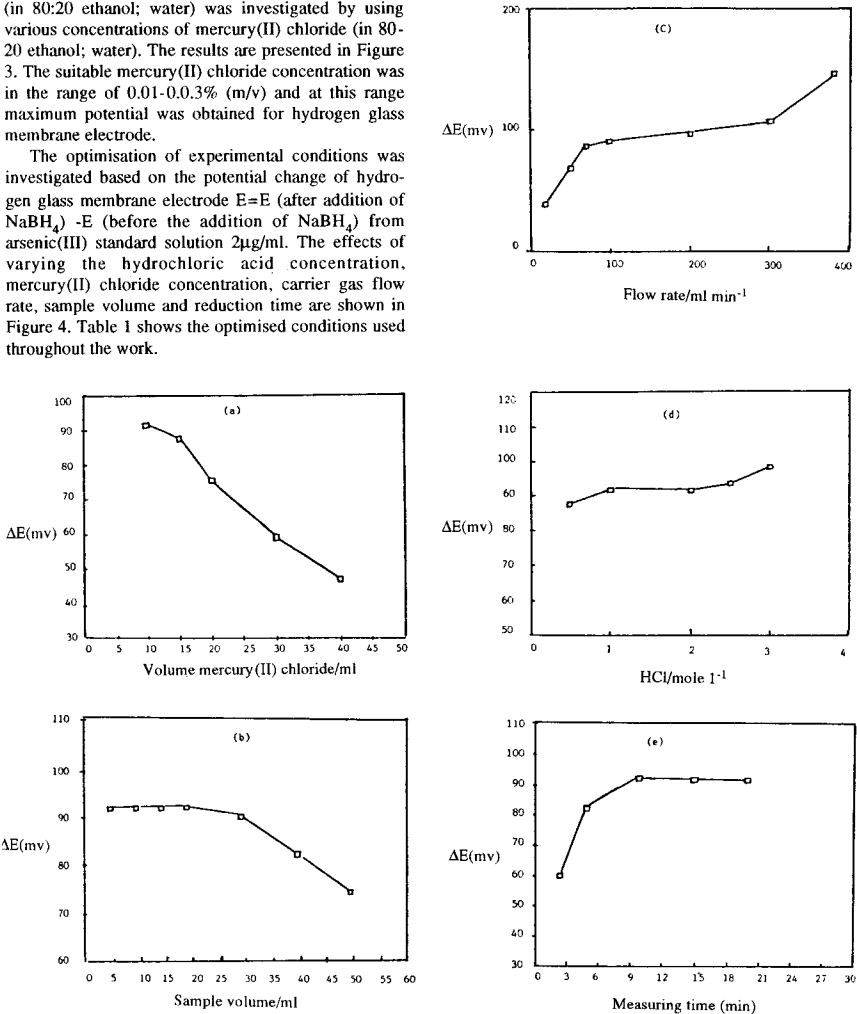 (in 80:20 ethanol; water) was investigated by using
various concentrations of mercury(II) chloride (in 80-
20 ethanol; water). The results are presented in Figure
3. The suitable mercury(II) chloride concentration was
in the range of 0.01-0.0.3% (m/v) and at this range
maximum potential was obtained for hydrogen glass
membrane electrode.
The optimisation of experimental conditions was
investigated based on the potential change of hydro-
gen glass membrane electrode E=E (after addition of
NaBH4) -E (before the addition of NaBH4) from
arsenic(III) standard solution 2µg/ml. The effects of
varying the hydrochloric acid concentration,
mercury(II) chloride concentration, carrier gas flow
rate, sample volume and reduction time are shown in
Figure 4. Table 1 shows the optimised conditions used
throughout the work.
200
(C)
ΔE(mv) 100
0
0 100 200 300 400
Flow rate/ml min-1
100
(a)
90
80
70
ΔE(mv) 60
50
40
30
0 5 10 15 20 25 30 35 40 45 50
Volume mercury(II) chloride/ml
120
(d)
110
100
60
ΔE(mv) 80
70
60
50
0 1 2 3 4
HCl/mole 1-1
110
(b)
100
90
ΔE(mv)
80
70
60
0 5 10 15 20 25 30 35 40 45 50 60
Sample volume/ml
110
(e)
100
90
80
ΔE(mv)
70
60
50
40
30
0 3 6 9 12 15 18 21 24 27 30
Measuring time (min)